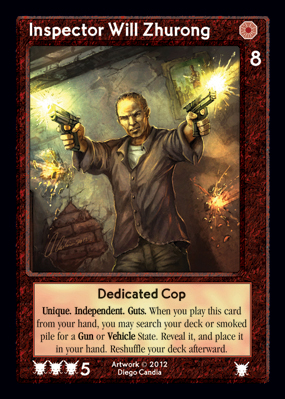 Inspector Will Zhurong
8
Dedicated Cop
Unique. Independent. Guts. When you play this card
from your hand, you may search your deck or smoked
pile for a Gun or Vehicle State. Reveal it, and place it
in your hand. Reshuffle your deck afterward.
5
Artwork © 2012
Diego Candia